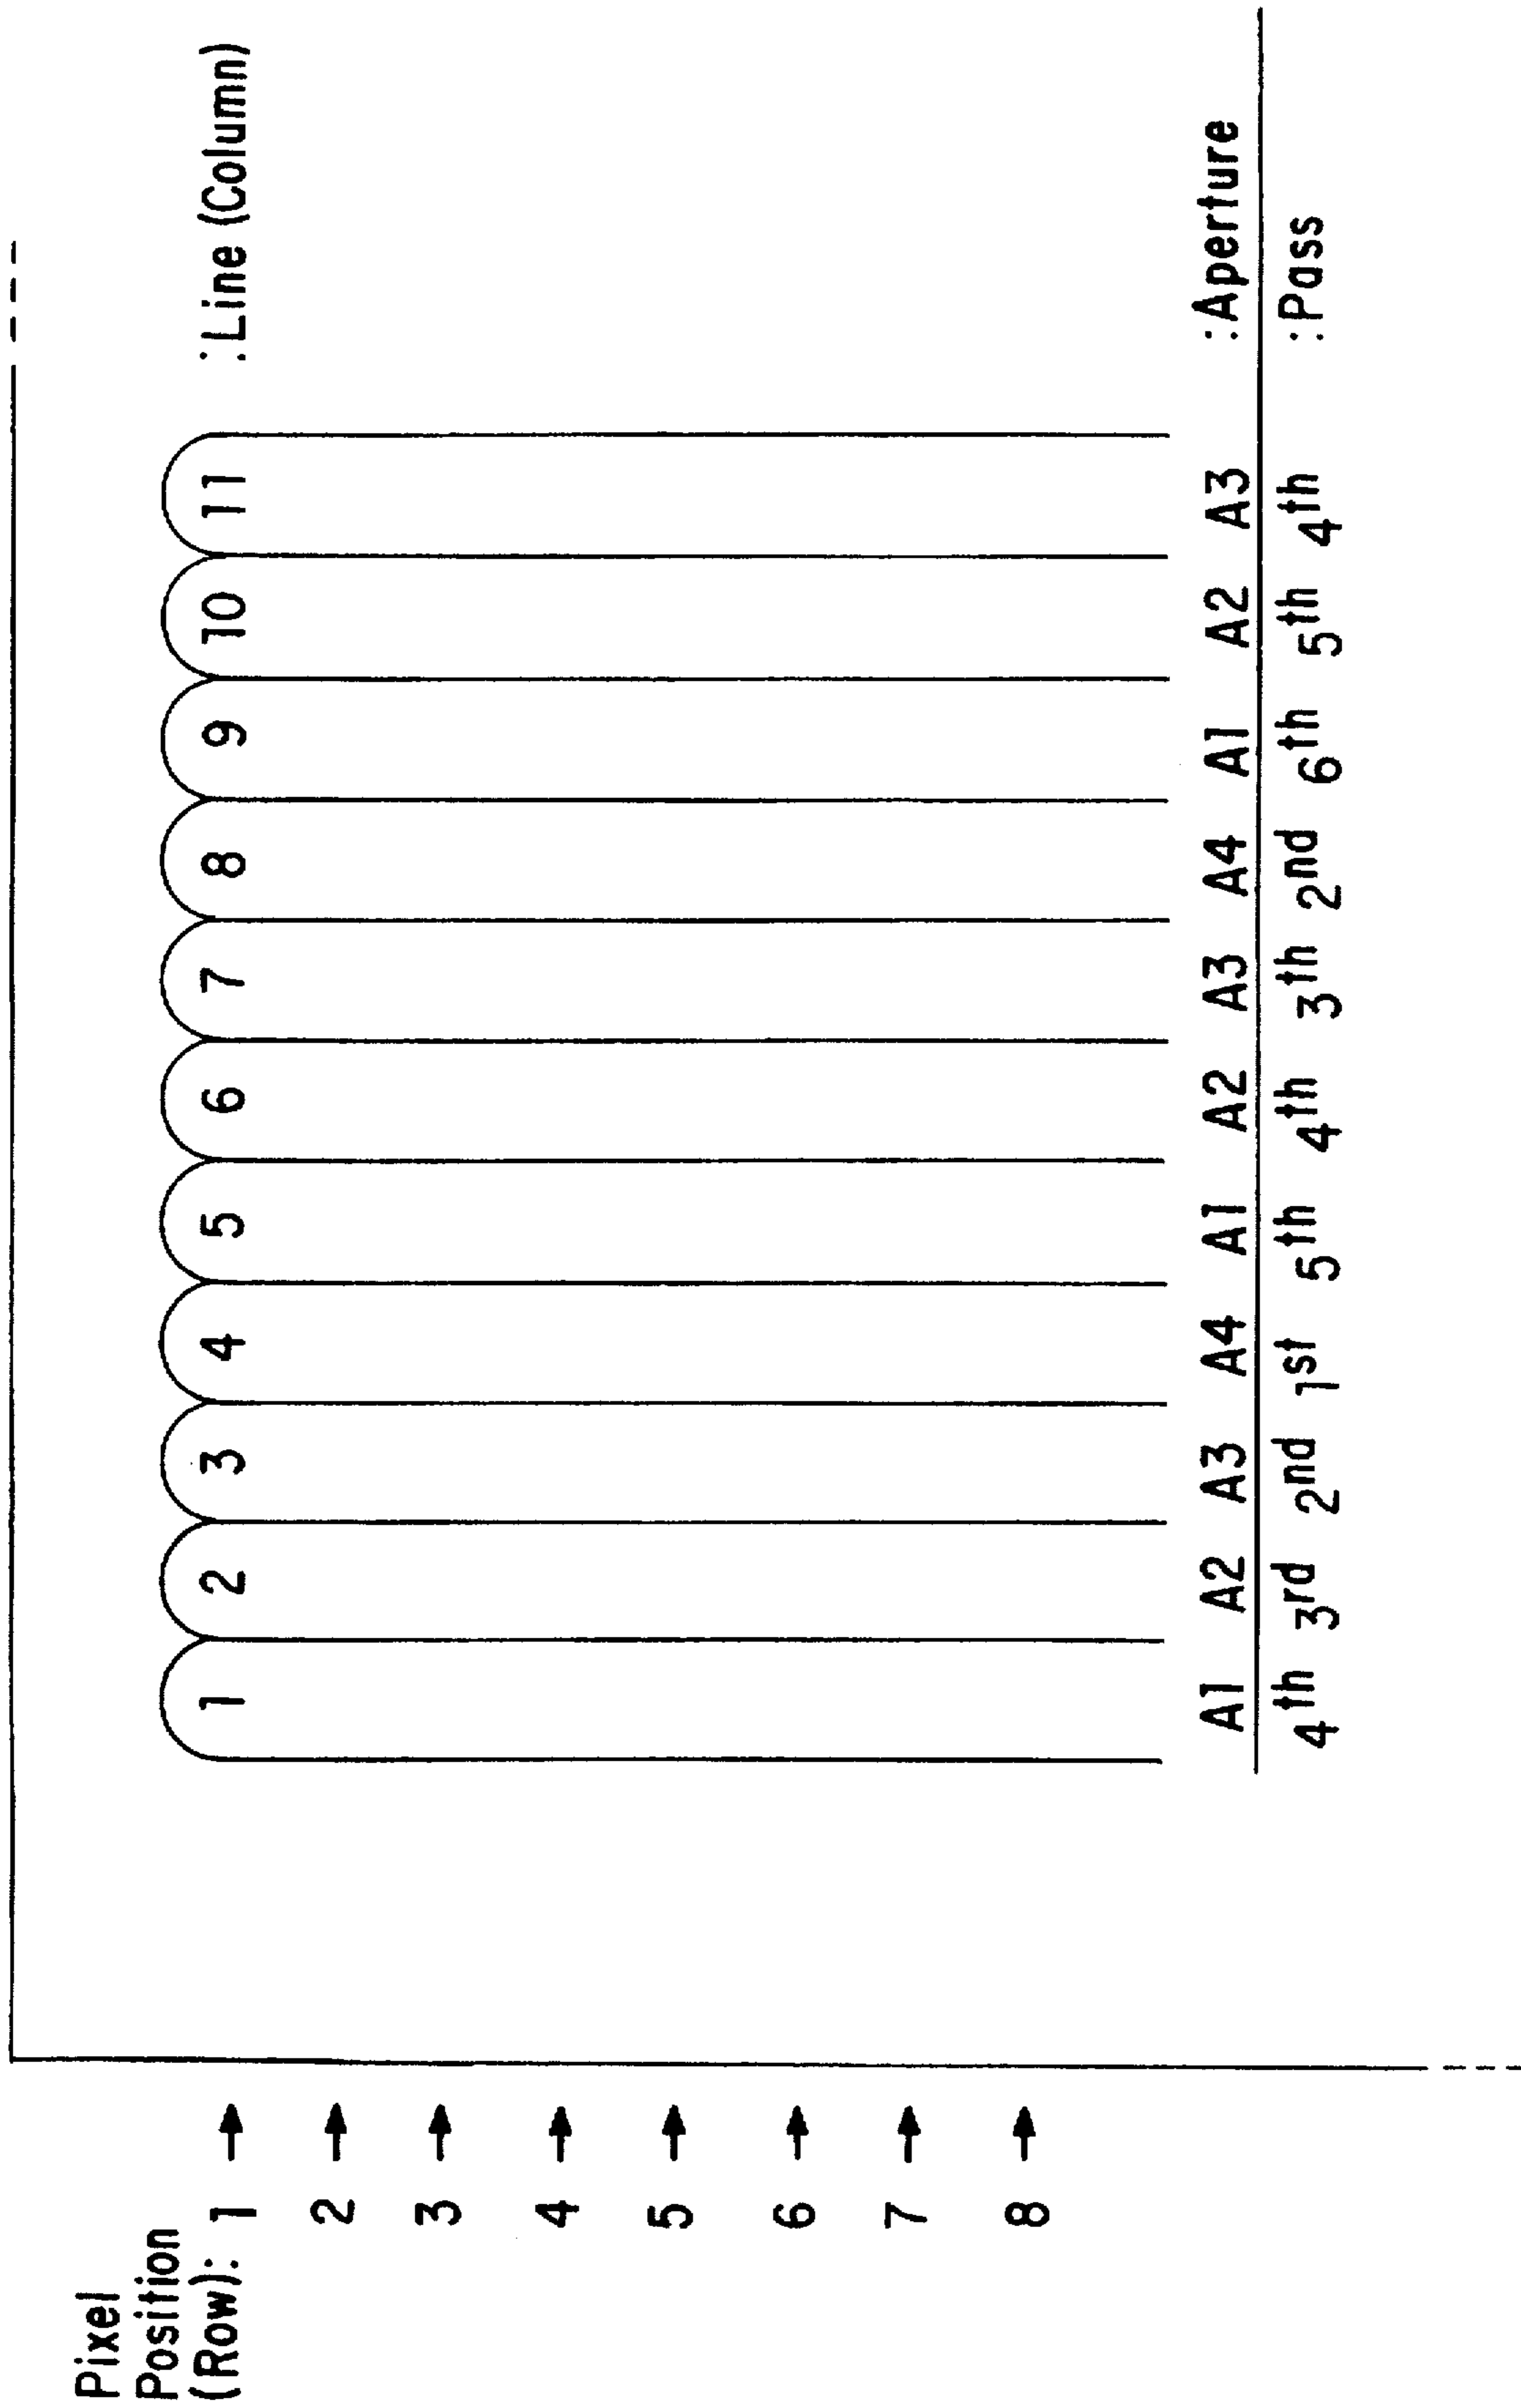 Pixel
Position
(Row): 1
2
3
4
5
6
7
8
1 2 3 4 5 6 7 8 9 10 11 :Line (Column)
A1 A2 A3 A4 A1 A2 A3 A4 A1 A2 A3 :Aperture
4th 3rd 2nd 1st 5th 4th 3th 2nd 6th 5th 4th :Pass